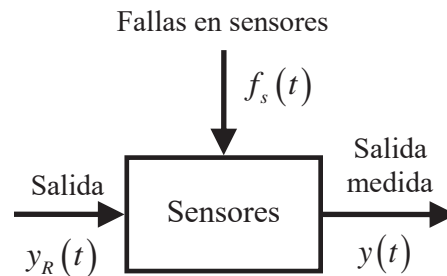 Fallas en sensores
f_s(t)
Salida
y_R(t)
Sensores
Salida
medida
y(t)